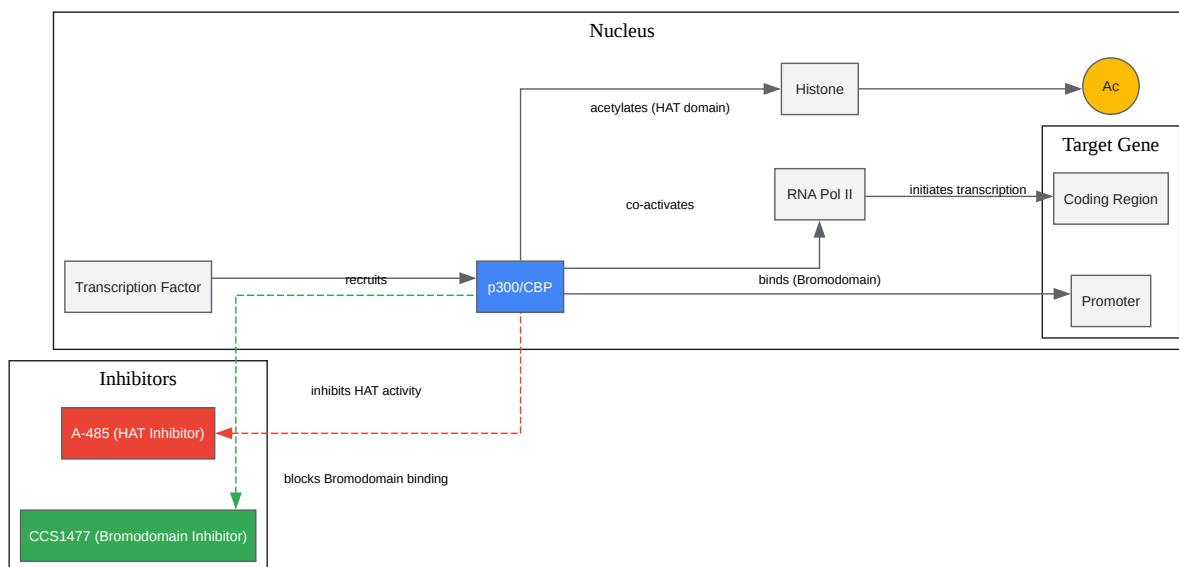 Nucleus
Histone
Ac
acetylates (HAT domain)
Target Gene
RNA Pol II
initiates transcription
Coding Region
co-activates
Transcription Factor
recruits
p300/CBP
binds (Bromodomain)
Promoter
Inhibitors
inhibits HAT activity
A-485 (HAT Inhibitor)
blocks Bromodomain binding
CCS1477 (Bromodomain Inhibitor)